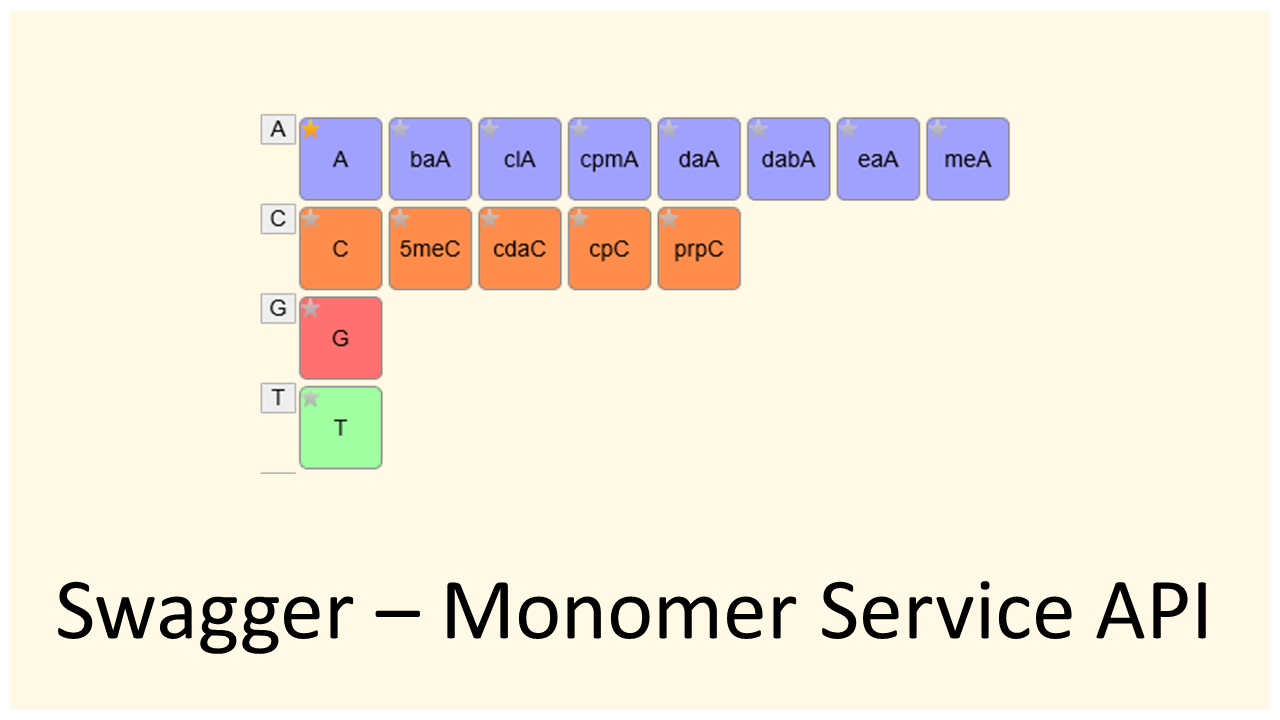 A
A baA clA cpmA daA dabA eaA meA
C
C 5meC cdaC cpC prpC
G
G
T
T
Swagger – Monomer Service API